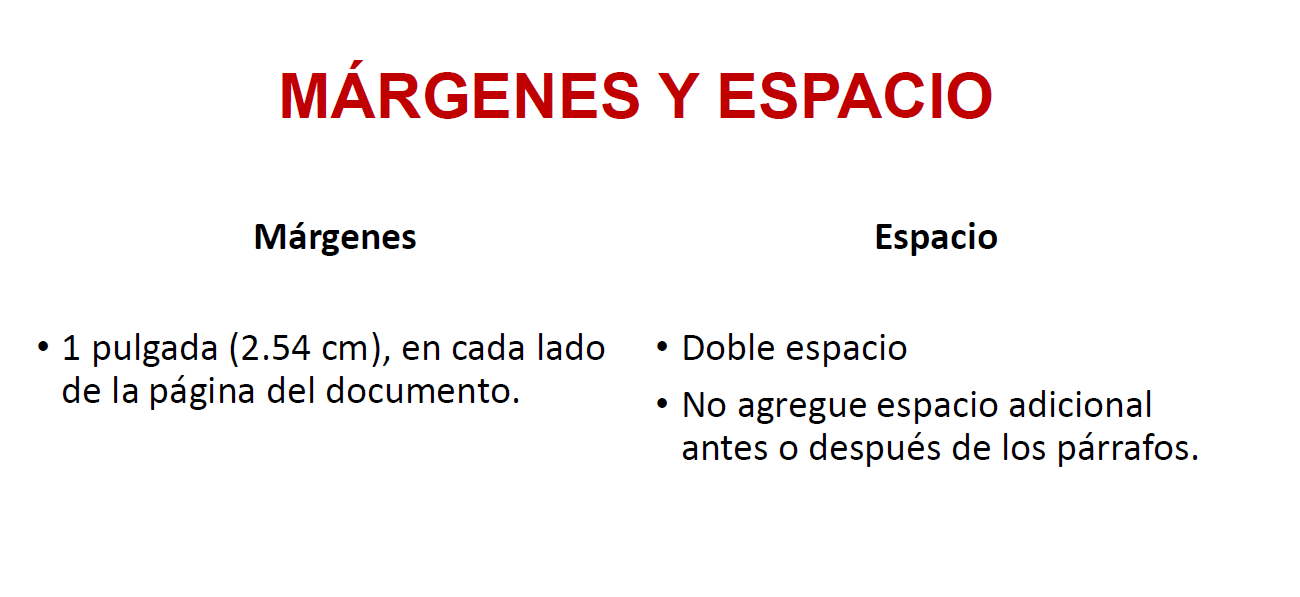 MÁRGENES Y ESPACIO
Márgenes
• 1 pulgada (2.54 cm), en cada lado
de la página del documento.
Espacio
• Doble espacio
• No agregue espacio adicional
antes o después de los párrafos.